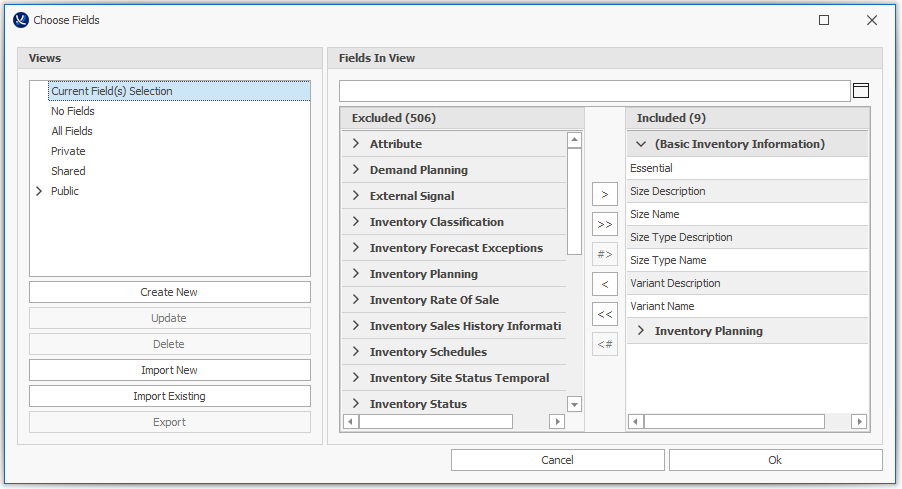 Choose Fields
Views
Current Field(s) Selection
No Fields
All Fields
Private
Shared
Public
Create New
Update
Delete
Import New
Import Existing
Export
Fields In View
Excluded (506)
Attribute
Demand Planning
External Signal
Inventory Classification
Inventory Forecast Exceptions
Inventory Planning
Inventory Rate Of Sale
Inventory Sales History Informati
Inventory Schedules
Inventory Site Status Temporal
Inventory Status
>
>>
#>
<
<<
<#
Included (9)
(Basic Inventory Information)
Essential
Size Description
Size Name
Size Type Description
Size Type Name
Variant Description
Variant Name
Inventory Planning
Cancel
Ok